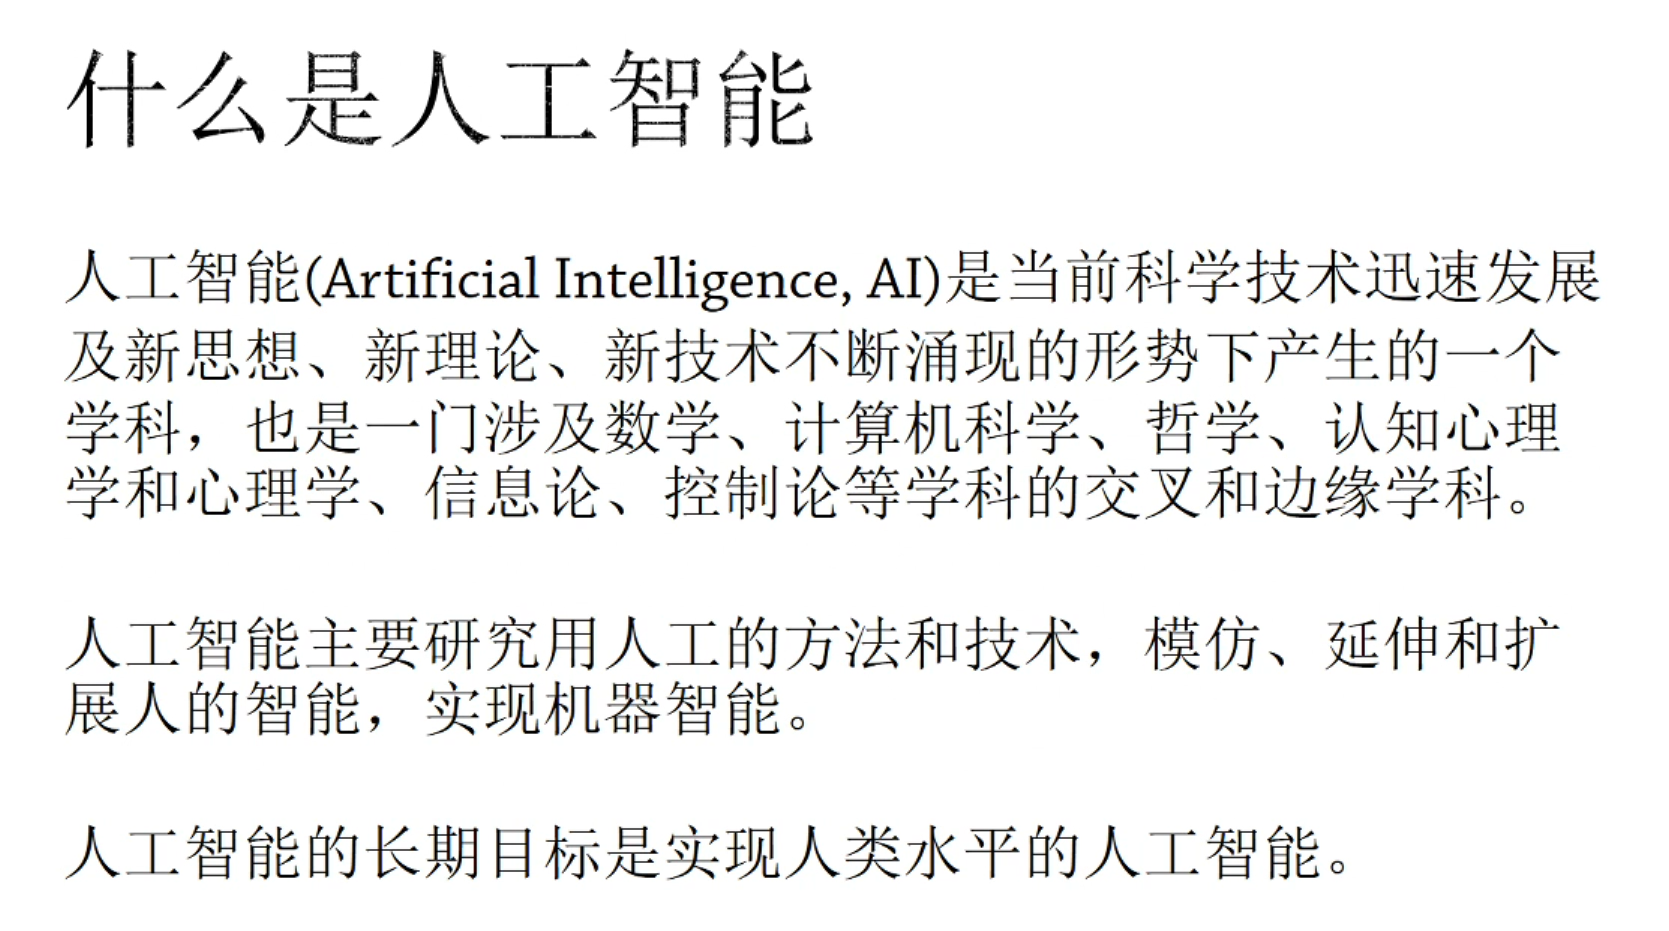 什么是人工智能
人工智能(Artificial Intelligence, AI)是当前科学技术迅速发展
及新思想、新理论、新技术不断涌现的形势下产生的一个
学科，也是一门涉及数学、计算机科学、哲学、认知心理
学和心理学、信息论、控制论等学科的交叉和边缘学科。
人工智能主要研究用人工的方法和技术，模仿、延伸和扩
展人的智能，实现机器智能。
人工智能的长期目标是实现人类水平的人工智能。